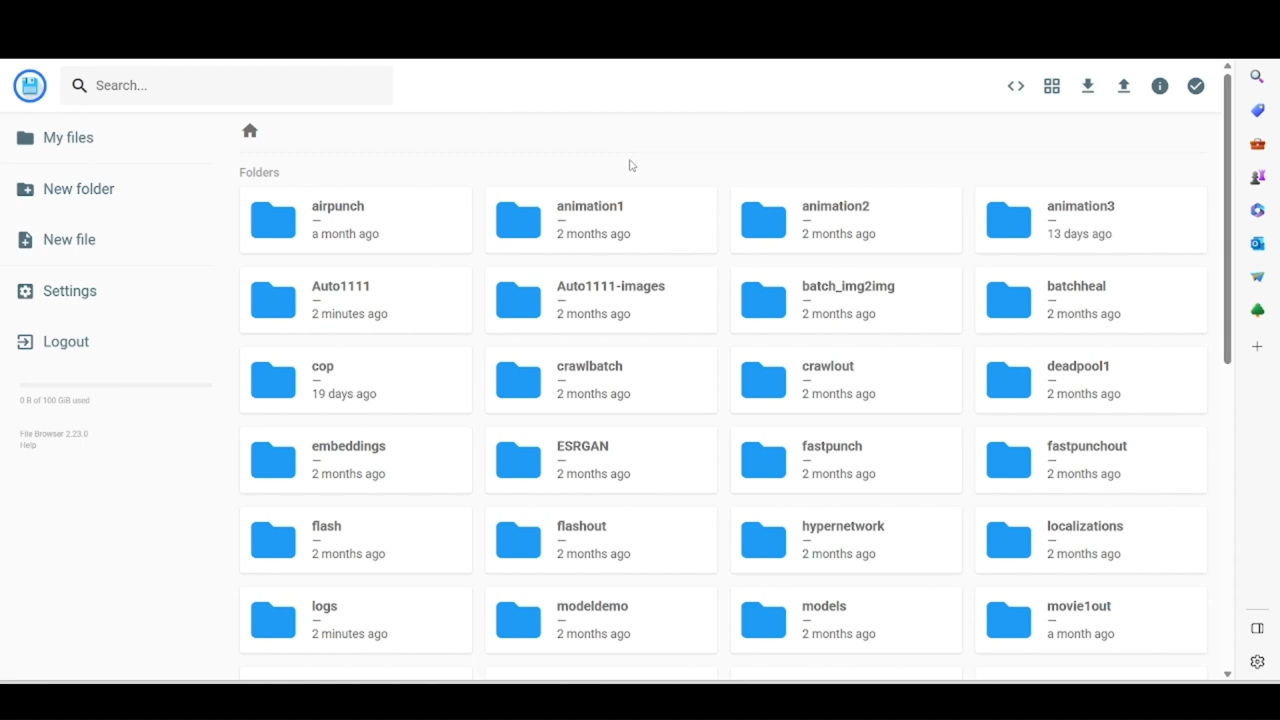 Search...
My files
New folder
New file
Settings
Logout
0 B of 100 GiB used
File Browser 2.23.0
Help
Folders
airpunch
—
a month ago
animation1
—
2 months ago
animation2
—
2 months ago
animation3
—
13 days ago
Auto1111
—
2 minutes ago
Auto1111-images
—
2 months ago
batch_img2img
—
2 months ago
batchheal
—
2 months ago
cop
—
19 days ago
crawlbatch
—
2 months ago
crawlout
—
2 months ago
deadpool1
—
2 months ago
embeddings
—
2 months ago
ESRGAN
—
2 months ago
fastpunch
—
2 months ago
fastpunchout
—
2 months ago
flash
—
2 months ago
flashout
—
2 months ago
hypernetwork
—
2 months ago
localizations
—
2 months ago
logs
—
2 minutes ago
modeldemo
—
2 months ago
models
—
2 months ago
movie1out
—
a month ago